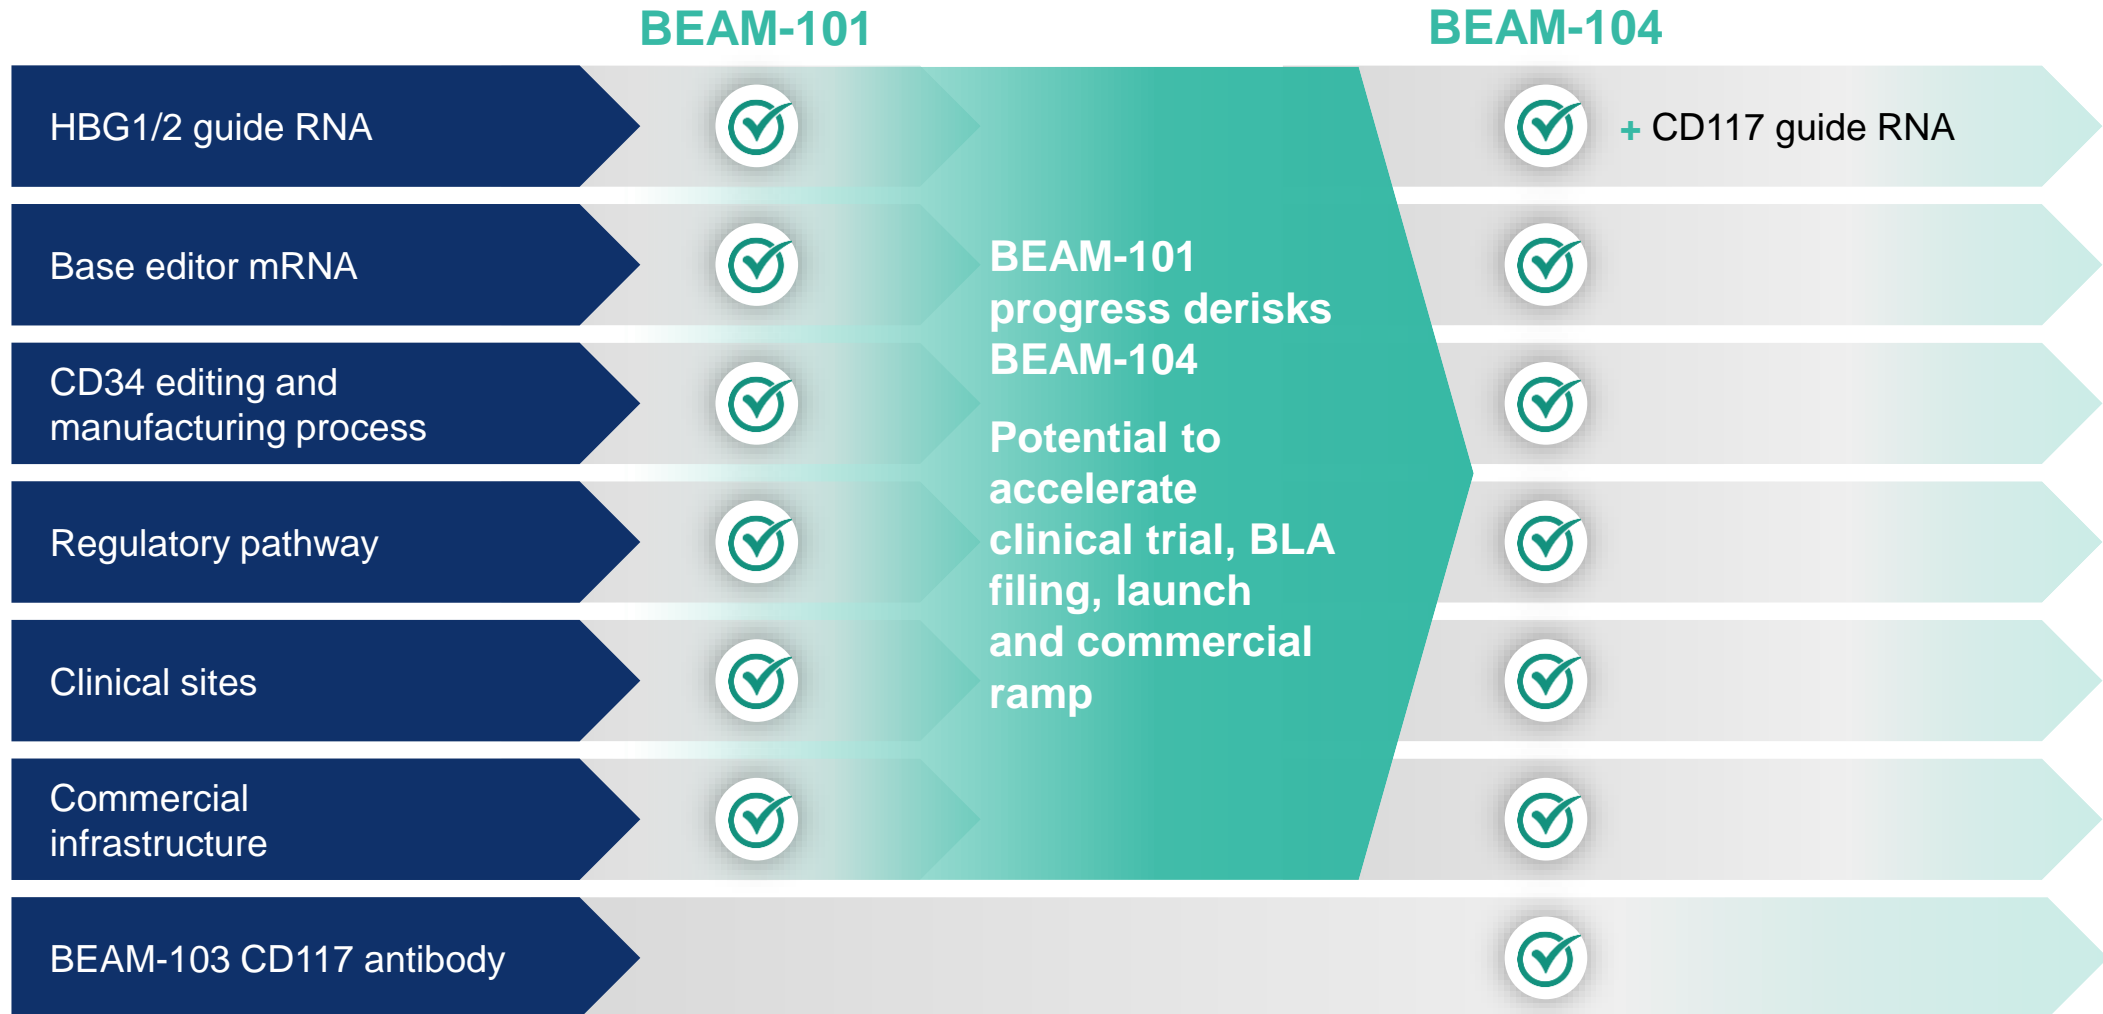 BEAM-101
BEAM-104
HBG1/2 guide RNA
+ CD117 guide RNA
Base editor mRNA
CD34 editing and
manufacturing process
Regulatory pathway
Clinical sites
Commercial
infrastructure
BEAM-103 CD117 antibody
BEAM-101
progress derisks
BEAM-104
Potential to
accelerate
clinical trial, BLA
filing, launch
and commercial
ramp